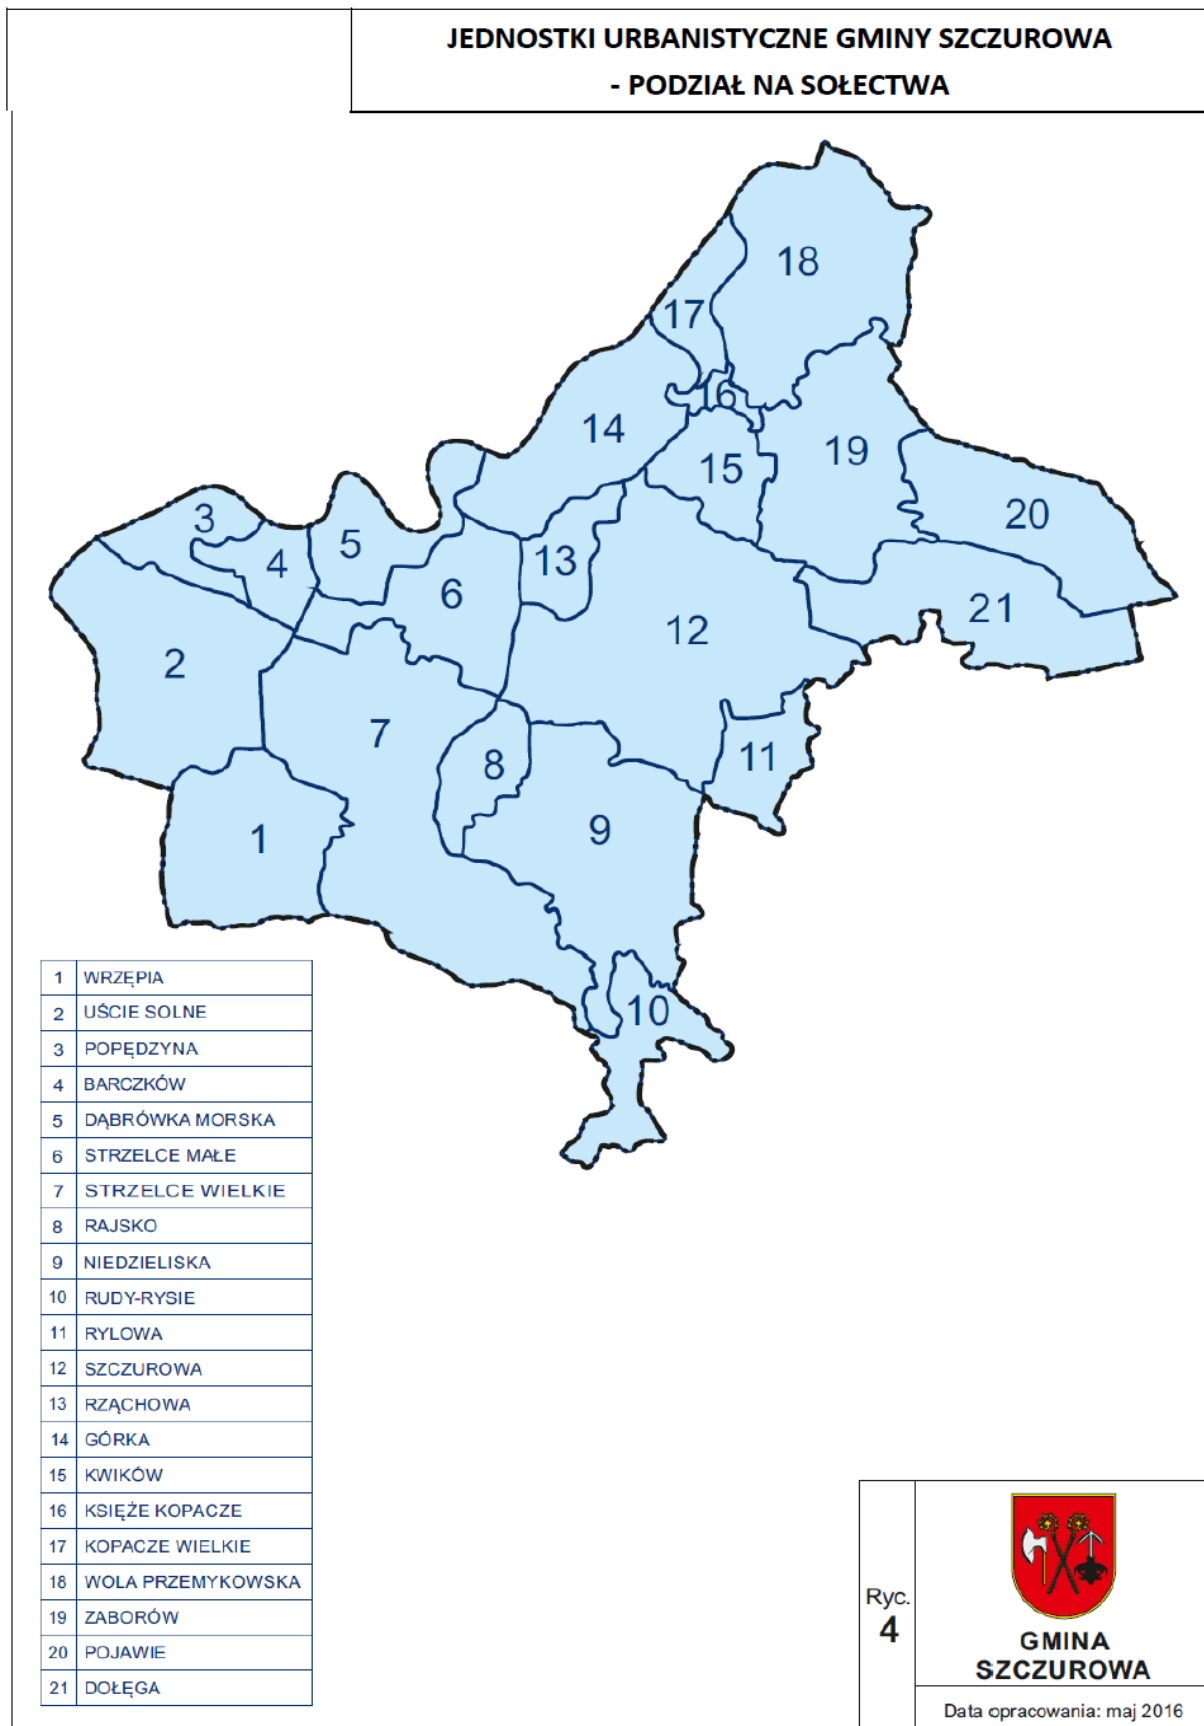 JEDNOSTKI URBANISTYCZNE GMINY SZCZUROWA
- PODZIAŁ NA SOŁECTWA
18
17
16
14
19
15
3
20
5
4
13
6
21
12
2
7
11
8
9
1
10
1 WRZĘPIA
2 UŚCIE SOLNE
3 POPĘDZYNA
4 BARCZKÓW
5 DĄBRÓWKA MORSKA
6 STRZELCE MAŁE
7 STRZELCE WIELKIE
8 RAJSKO
9 NIEDZIELISKA
10 RUDY-RYSIE
11 RYLOWA
12 SZCZUROWA
13 RZĄCHOWA
14 GÓRKA
15 KWIKÓW
16 KSIĘŻE KOPACZE
17 KOPACZE WIELKIE
18 WOLA PRZEMYKOWSKA
19 ZABORÓW
20 POJAWIE
21 DOŁĘGA
Ryc.
4
GMINA
SZCZUROWA
Data opracowania: maj 2016